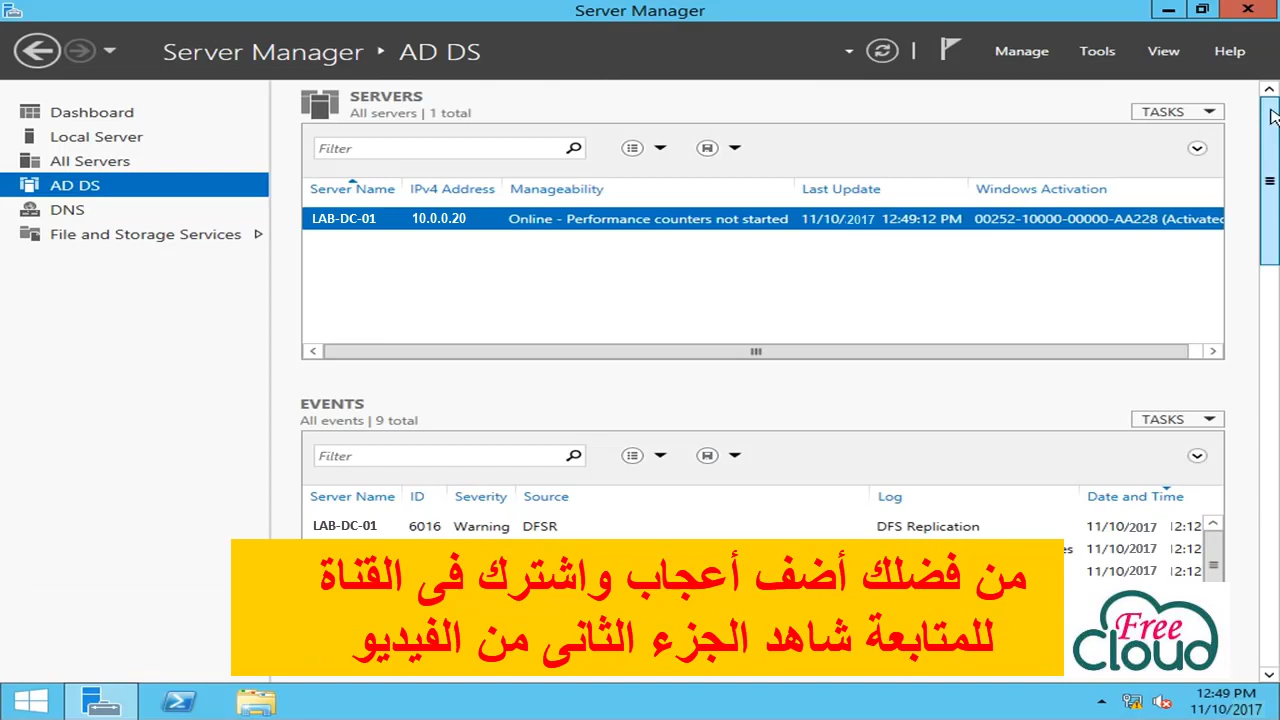 Server Manager
Server Manager ‣ AD DS
Manage Tools View Help
Dashboard
Local Server
All Servers
AD DS
DNS
File and Storage Services
SERVERS
All servers | 1 total
TASKS
Filter
Server Name IPv4 Address Manageability Last Update Windows Activation
LAB-DC-01 10.0.0.20 Online - Performance counters not started 11/10/.2017 12:49:12 PM 00252-10000-00000-AA228 (Activated
EVENTS
All events | 9 total
TASKS
Filter
Server Name ID Severity Source Log Date and Time
LAB-DC-01 6016 Warning DFSR DFS Replication 11/10/2017 12:12
11/10/2017 12:12
11/10/2017 12:12
من فضلك أضف أعجاب واشترك فى القناة
للمتابعة شاهد الجزء الثانى من الفيديو
Free
Cloud
12:49 PM
11/10/2017